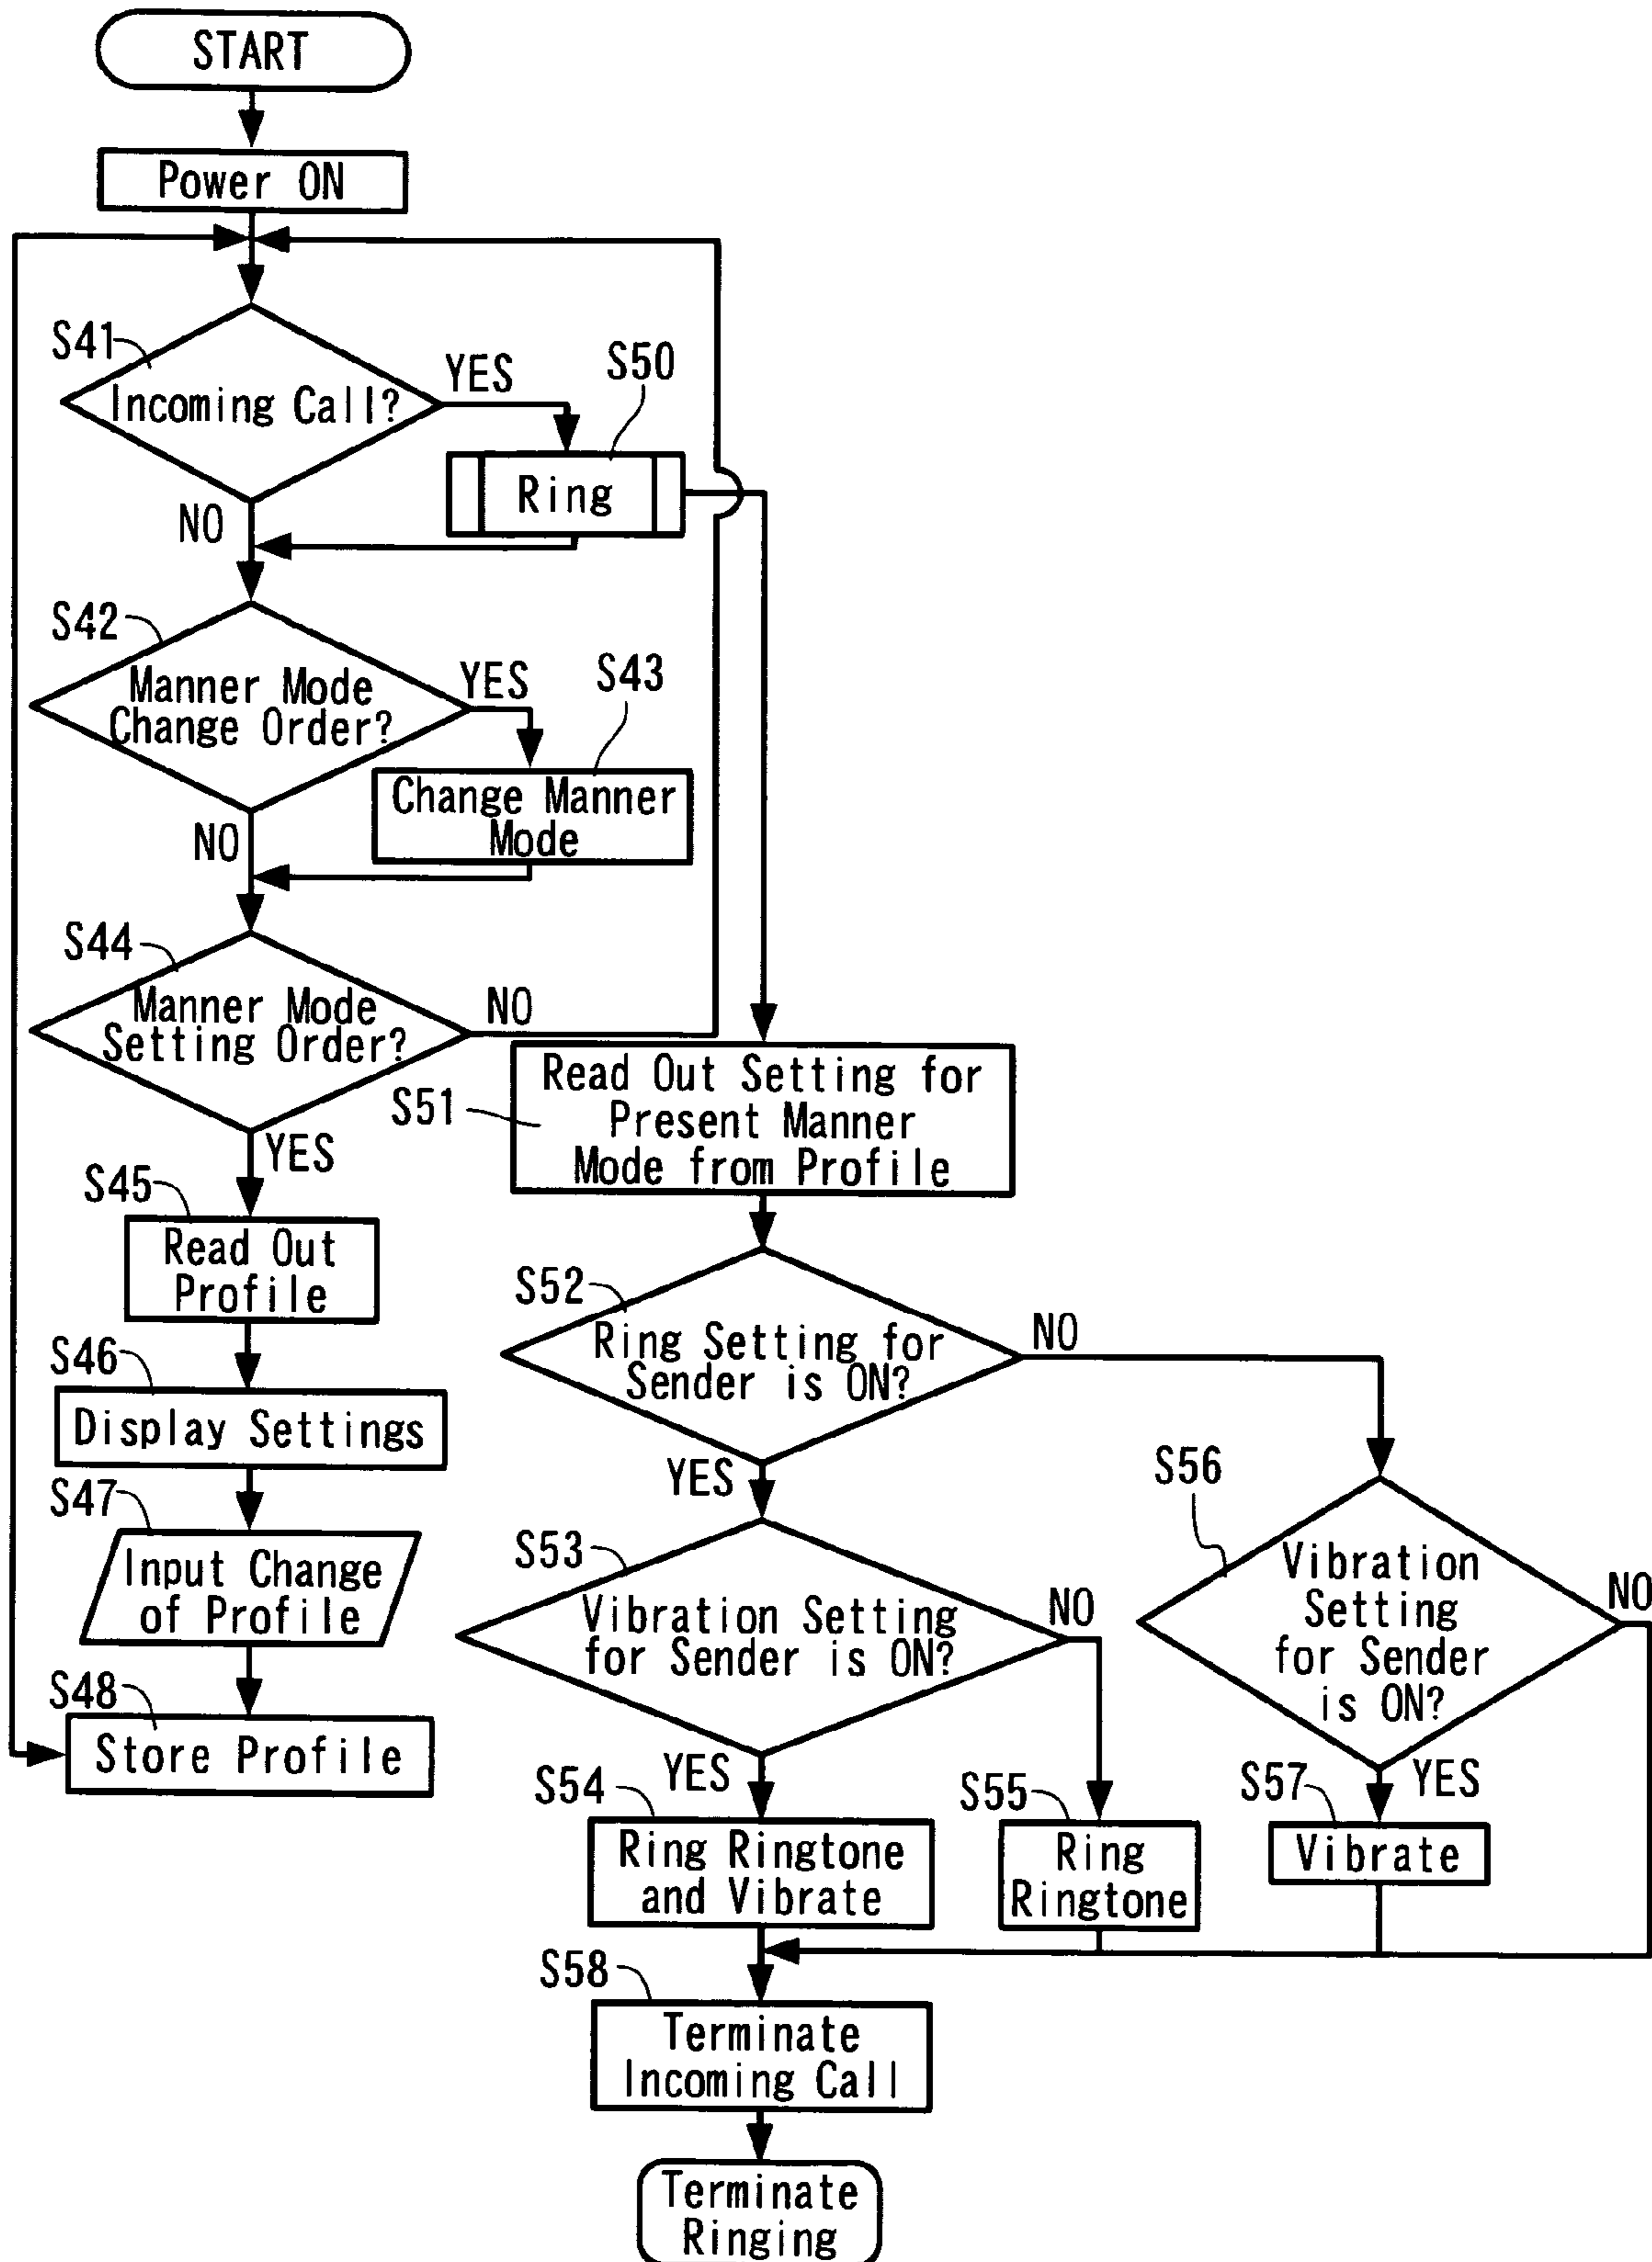 START
Power ON
S41
Incoming Call?
YES
S50
Ring
NO
S42
Manner Mode
Change Order?
YES
S43
Change Manner
Mode
NO
S44
Manner Mode
Setting Order?
NO
YES
S45
Read Out
Profile
S46
Display Settings
S47
Input Change
of Profile
S48
Store Profile
S51
Read Out Setting for
Present Manner
Mode from Profile
S52
Ring Setting for
Sender is ON?
NO
YES
S53
Vibration Setting
for Sender is ON?
NO
YES
S54
Ring Ringtone
and Vibrate
S55
Ring
Ringtone
S56
Vibration
Setting
for Sender
is ON?
NO
YES
S57
Vibrate
S58
Terminate
Incoming Call
Terminate
Ringing